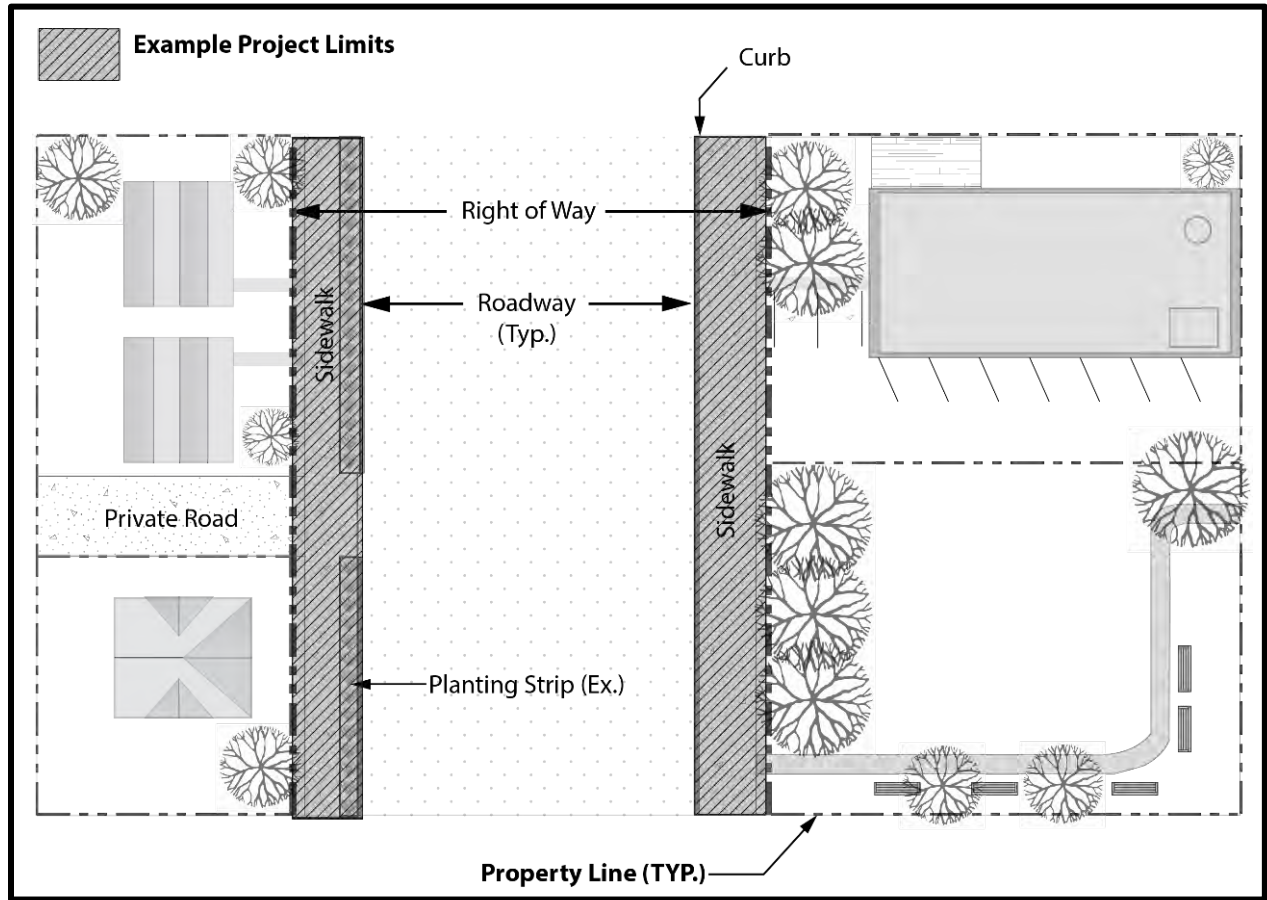 Example Project Limits
Curb
Right of Way
Roadway
(Typ.)
Sidewalk
Sidewalk
Private Road
Planting Strip (Ex.)
Property Line (TYP.)